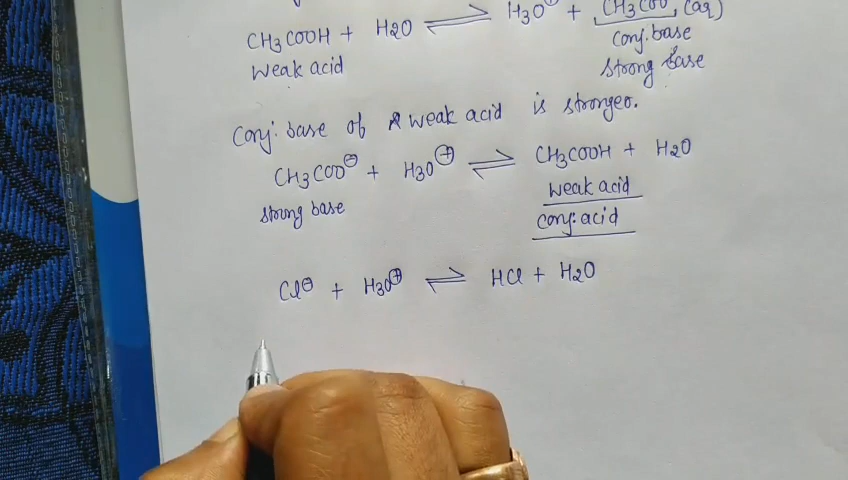 CH3COOH + H2O ⇌ H3O⊕ + CH3COO (aq)
Weak acid
Conj. base
strong base
Conj. base of weak acid is stronger.
CH3COO⊖ + H3O⊕ ⇌ CH3COOH + H2O
strong base
weak acid
conj. acid
Cl⊖ + H3O⊕ ⇌ HCl + H2O